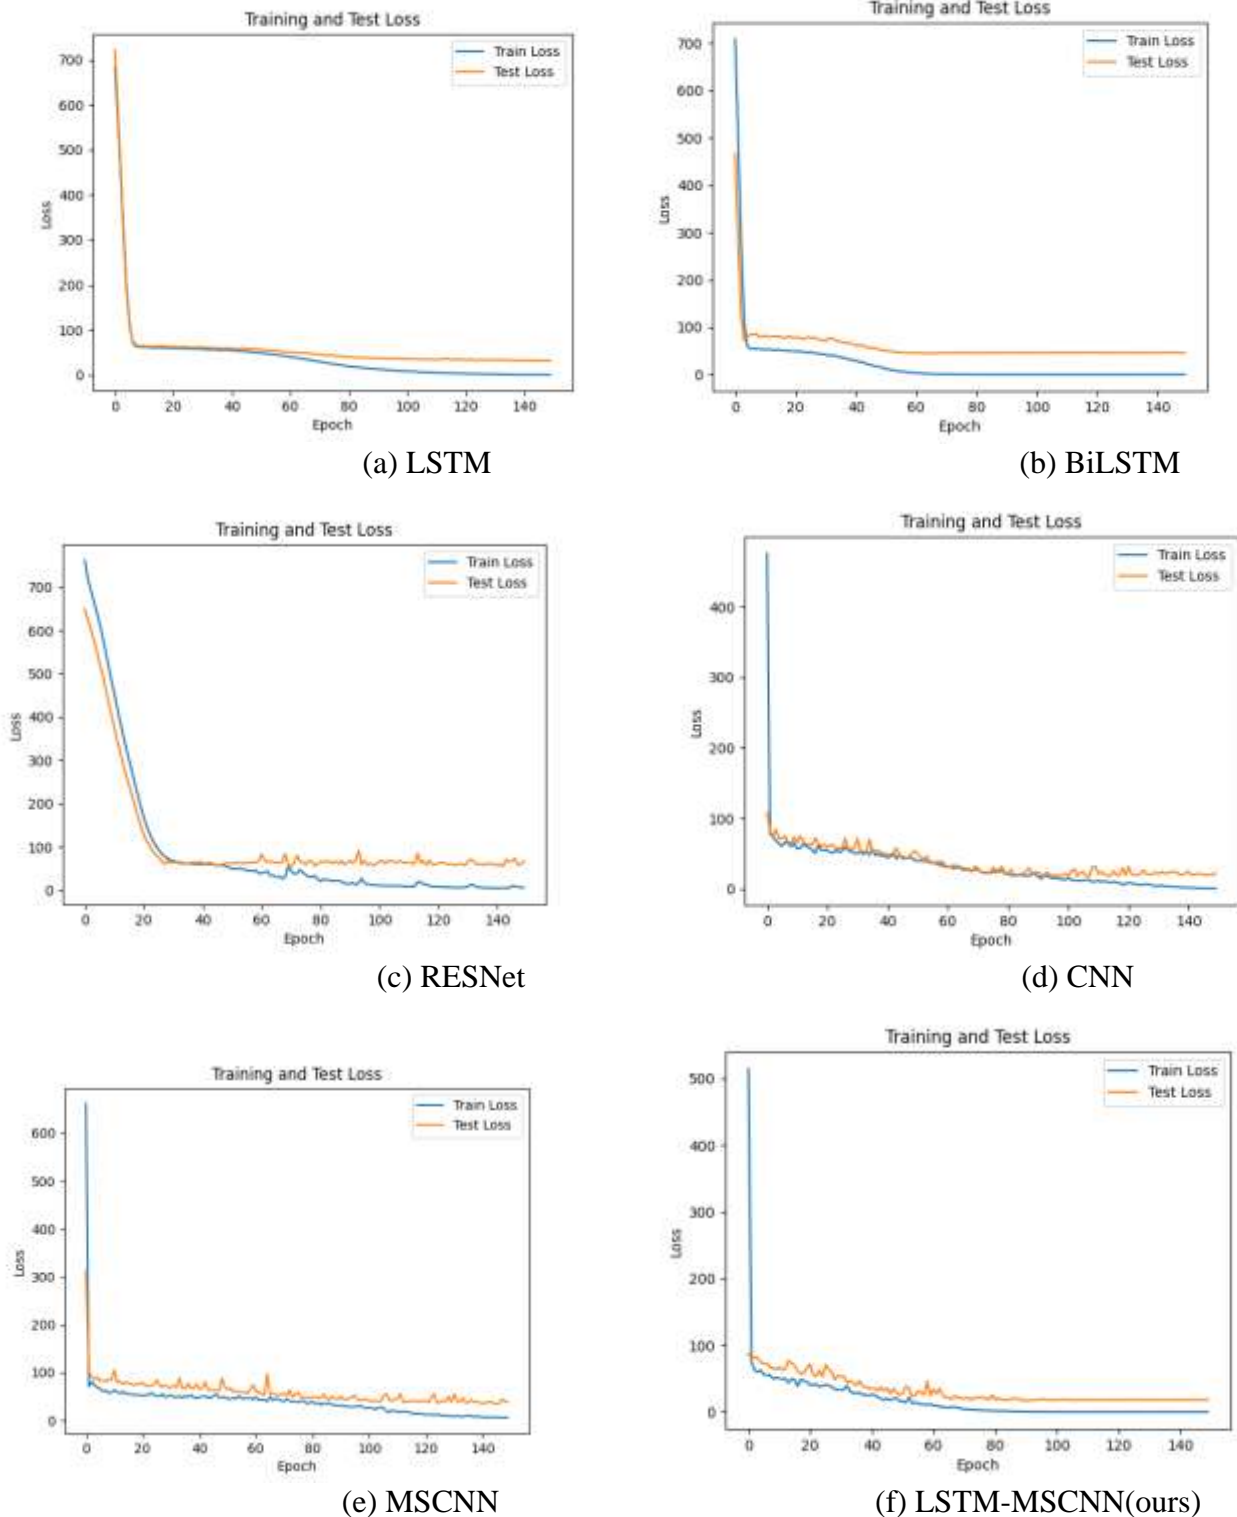 Training and Test Loss
Train Loss
Test Loss
700
600
500
400
300
200
100
0
Loss
0 20 40 60 80 100 120 140
Epoch
(a) LSTM
Training and Test Loss
Train Loss
Test Loss
700
600
500
400
300
200
100
0
Loss
0 20 40 60 80 100 120 140
Epoch
(b) BiLSTM
Training and Test Loss
Train Loss
Test Loss
700
600
500
400
300
200
100
0
Loss
0 20 40 60 80 100 120 140
Epoch
(c) RESNet
Training and Test Loss
Train Loss
Test Loss
400
300
200
100
0
Loss
0 20 40 60 80 100 120 140
Epoch
(d) CNN
Training and Test Loss
Train Loss
Test Loss
600
500
400
300
200
100
0
Loss
0 20 40 60 80 100 120 140
Epoch
(e) MSCNN
Training and Test Loss
Train Loss
Test Loss
500
400
300
200
100
0
Loss
0 20 40 60 80 100 120 140
Epoch
(f) LSTM-MSCNN(ours)